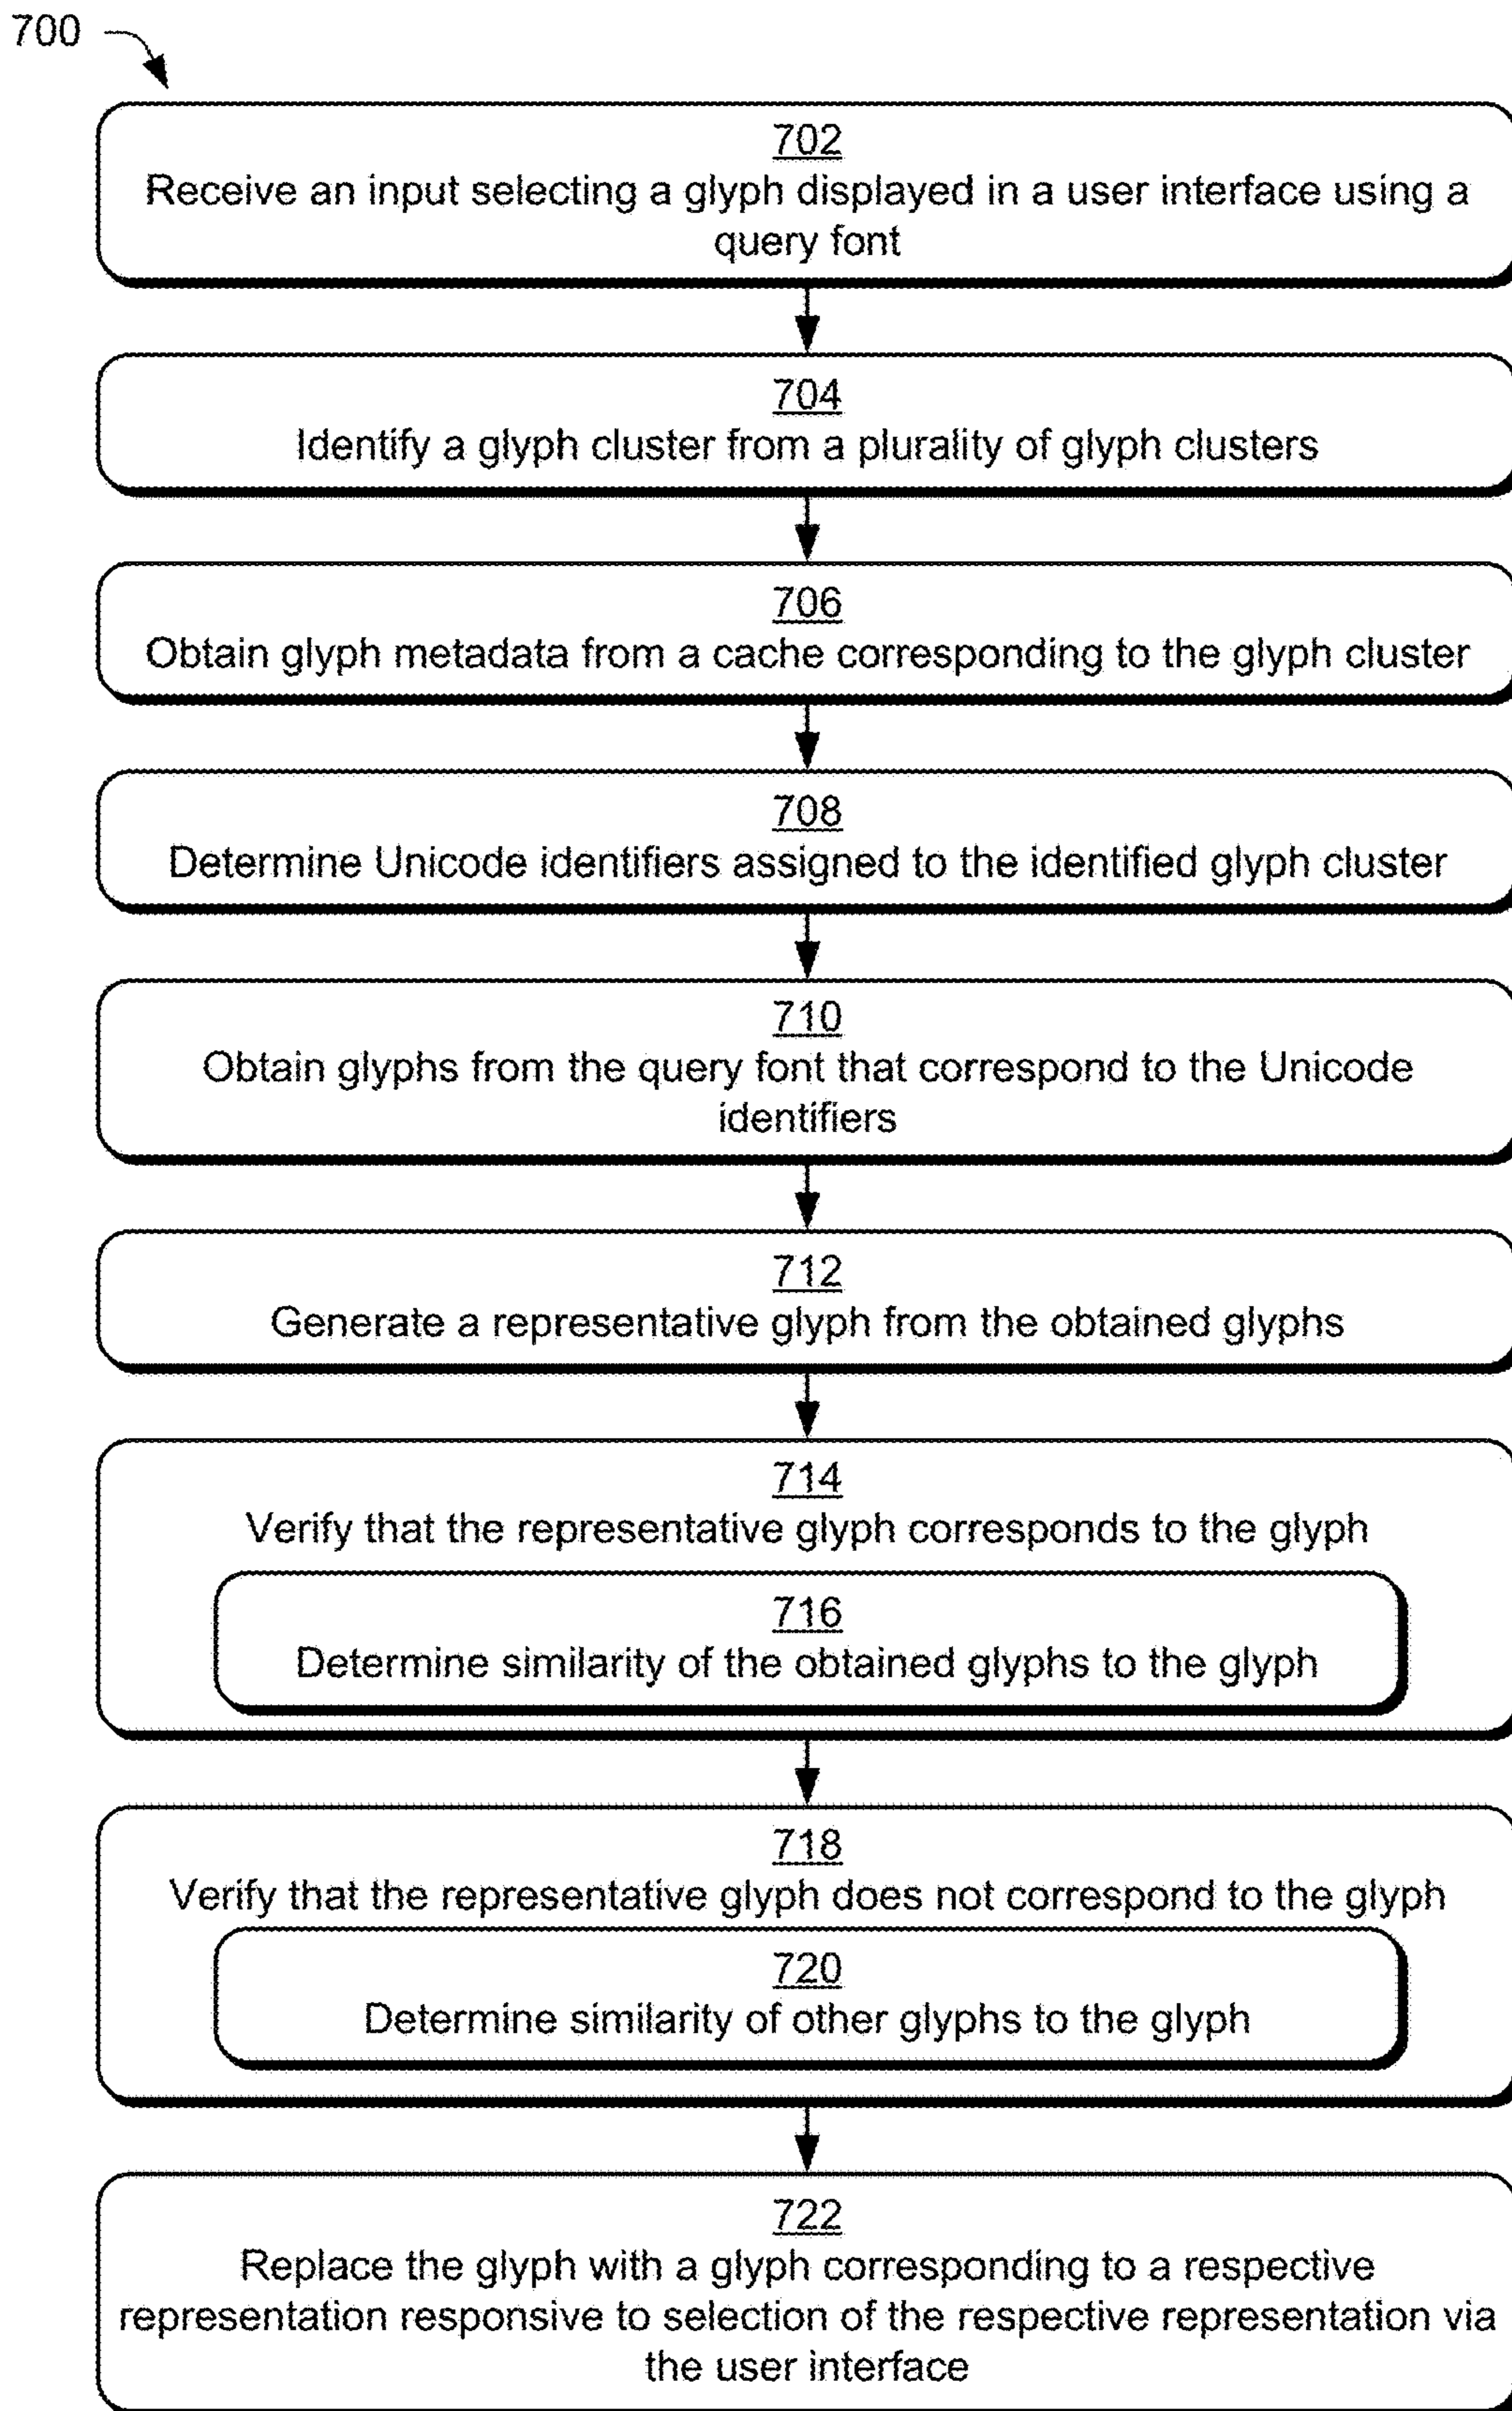 700
702
Receive an input selecting a glyph displayed in a user interface using a
query font
704
Identify a glyph cluster from a plurality of glyph clusters
706
Obtain glyph metadata from a cache corresponding to the glyph cluster
708
Determine Unicode identifiers assigned to the identified glyph cluster
710
Obtain glyphs from the query font that correspond to the Unicode
identifiers
712
Generate a representative glyph from the obtained glyphs
714
Verify that the representative glyph corresponds to the glyph
716
Determine similarity of the obtained glyphs to the glyph
718
Verify that the representative glyph does not correspond to the glyph
720
Determine similarity of other glyphs to the glyph
722
Replace the glyph with a glyph corresponding to a respective
representation responsive to selection of the respective representation via
the user interface